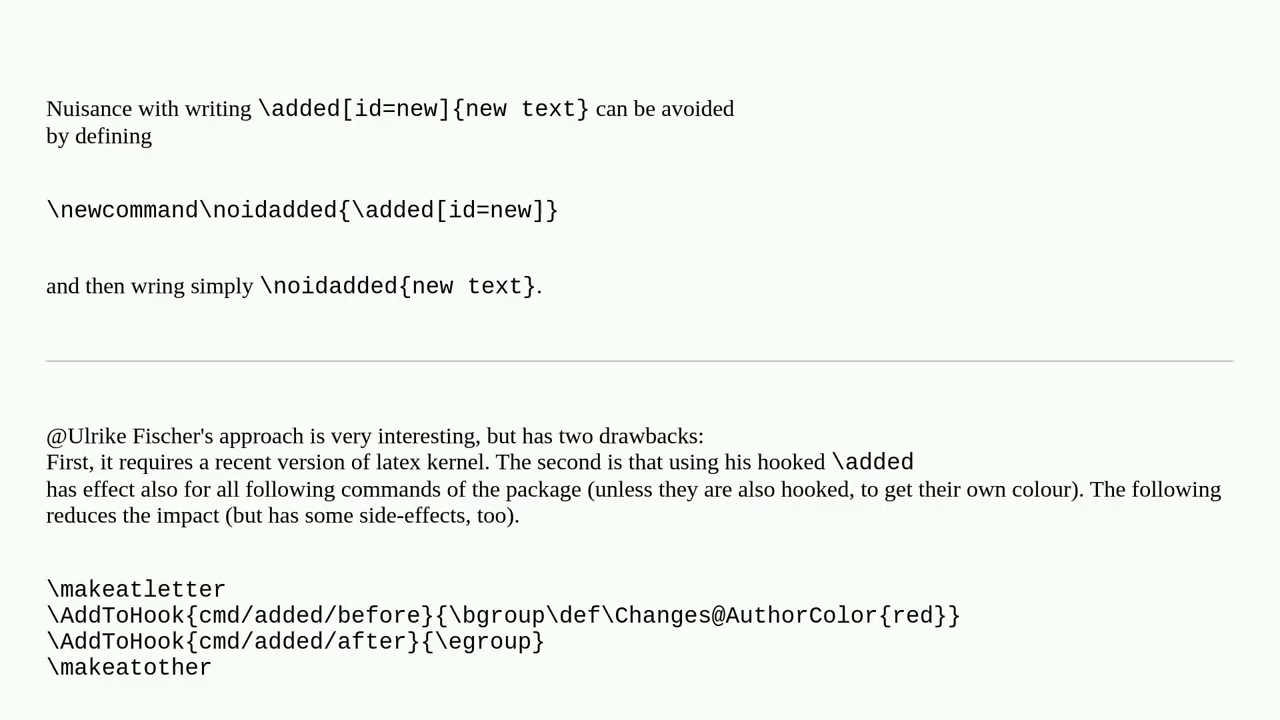 Nuisance with writing \added[id=new]{new text} can be avoided
by defining
\newcommand\noidadded{\added[id=new]}
and then wring simply \noidadded{new text}.
@Ulrike Fischer's approach is very interesting, but has two drawbacks:
First, it requires a recent version of latex kernel. The second is that using his hooked \added
has effect also for all following commands of the package (unless they are also hooked, to get their own colour). The following
reduces the impact (but has some side-effects, too).
\makeatletter
\AddToHook{cmd/added/before}{\bgroup\def\Changes@AuthorColor{red}}
\AddToHook{cmd/added/after}{\egroup}
\makeatother